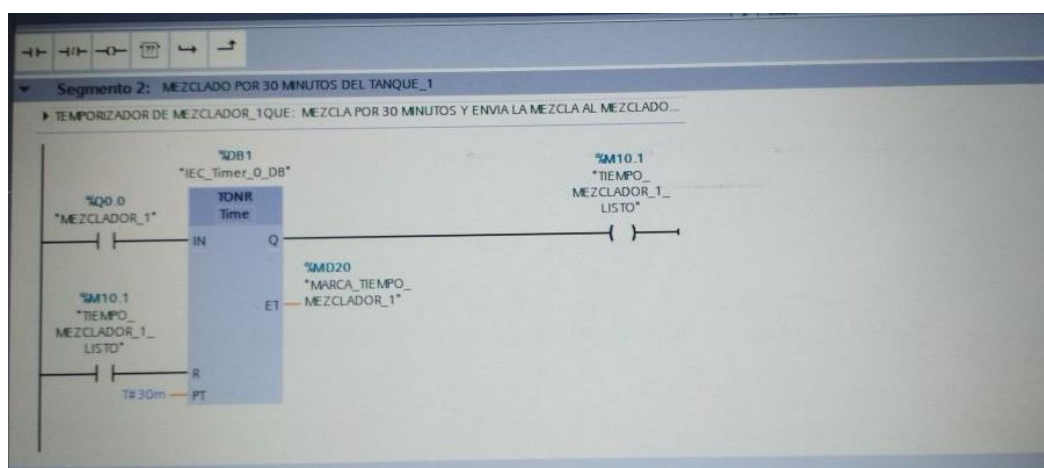 Segmento 2: MEZCLADO POR 30 MINUTOS DEL TANQUE_1
TEMPORIZADOR DE MEZCLADOR_1QUE: MEZCLA POR 30 MINUTOS Y ENVIA LA MEZCLA AL MEZCLADO...
%DB1
"IEC_Timer_0_DB"
TONR
Time
%Q0.0
"MEZCLADOR_1"
IN
Q
%M10.1
"TIEMPO_
MEZCLADOR_1_
LISTO"
%MD20
"MARCA_TIEMPO_
MEZCLADOR_1"
ET
%M10.1
"TIEMPO_
MEZCLADOR_1_
LISTO"
R
T#30m
PT